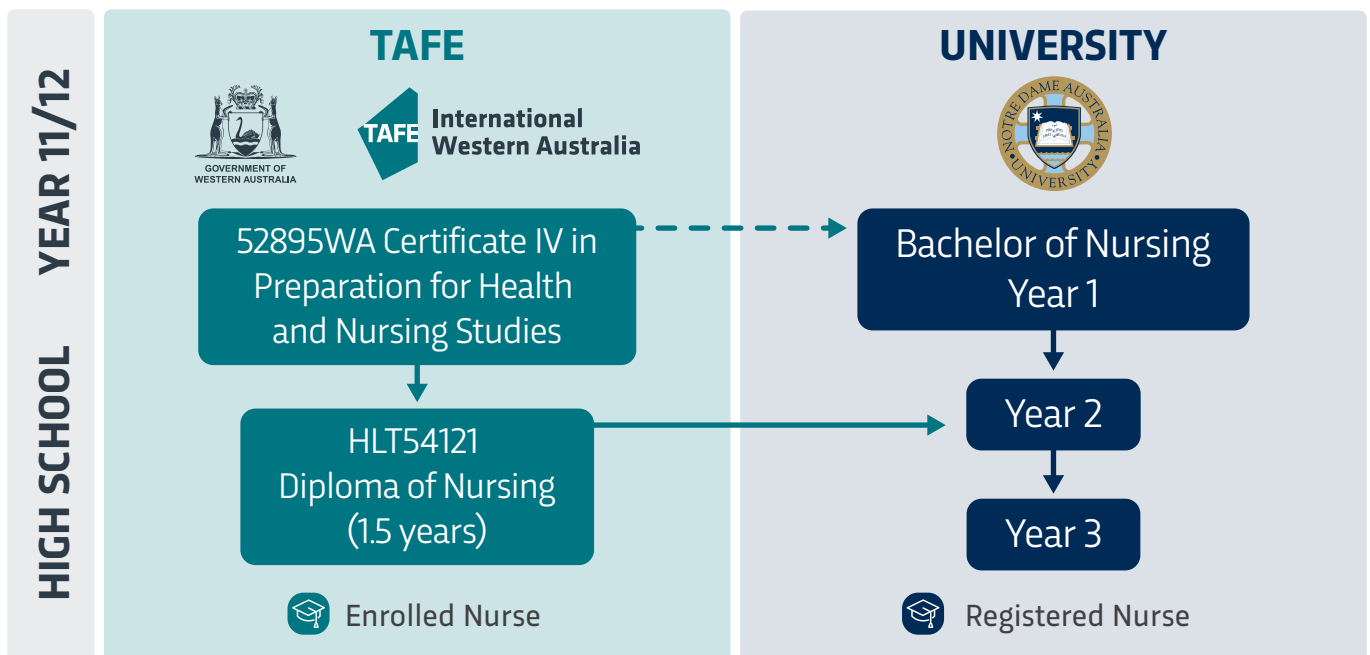 HIGH SCHOOL YEAR 11/12
TAFE
GOVERNMENT OF
WESTERN AUSTRALIA
TAFE
International
Western Australia
52895WA Certificate IV in
Preparation for Health
and Nursing Studies
HLT54121
Diploma of Nursing
(1.5 years)
Enrolled Nurse
UNIVERSITY
NOTRE DAME AUSTRALIA
UNIVERSITY
Bachelor of Nursing
Year 1
Year 2
Year 3
Registered Nurse